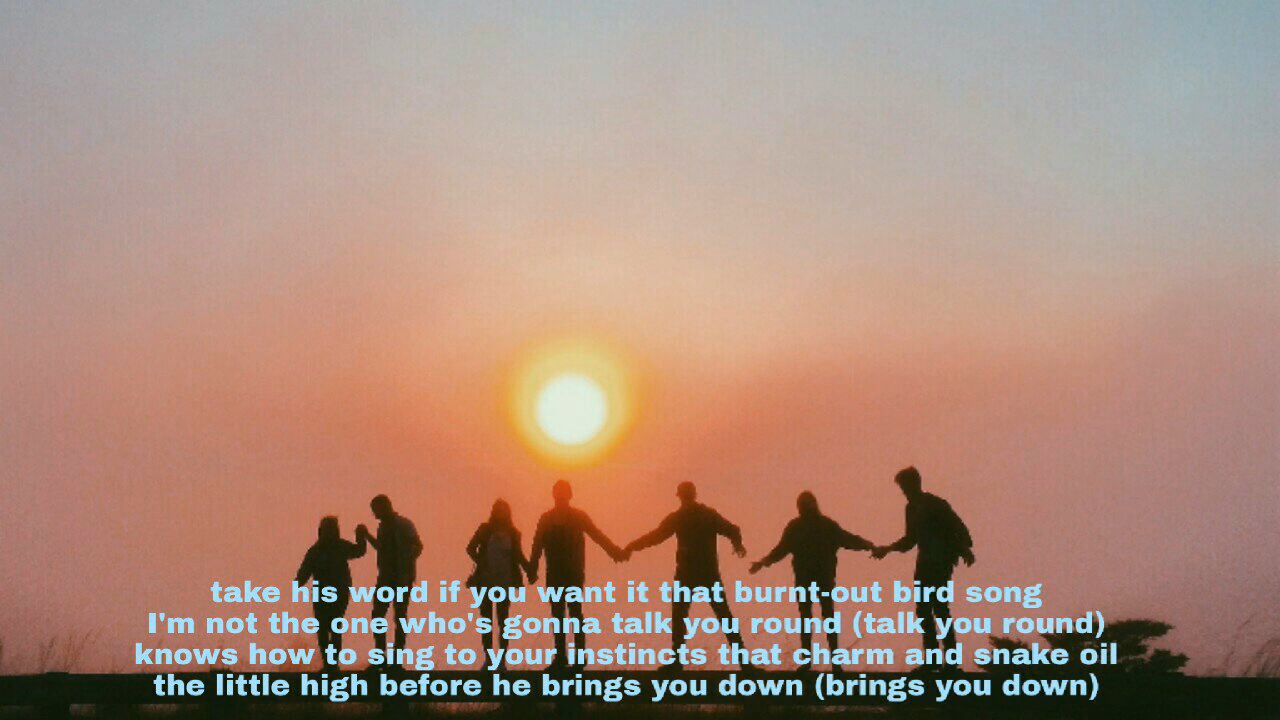 take his word if you want it that burnt-out bird song
I'm not the one who's gonna talk you round (talk you round)
knows how to sing to your instincts that charm and snake oil
the little high before he brings you down (brings you down)